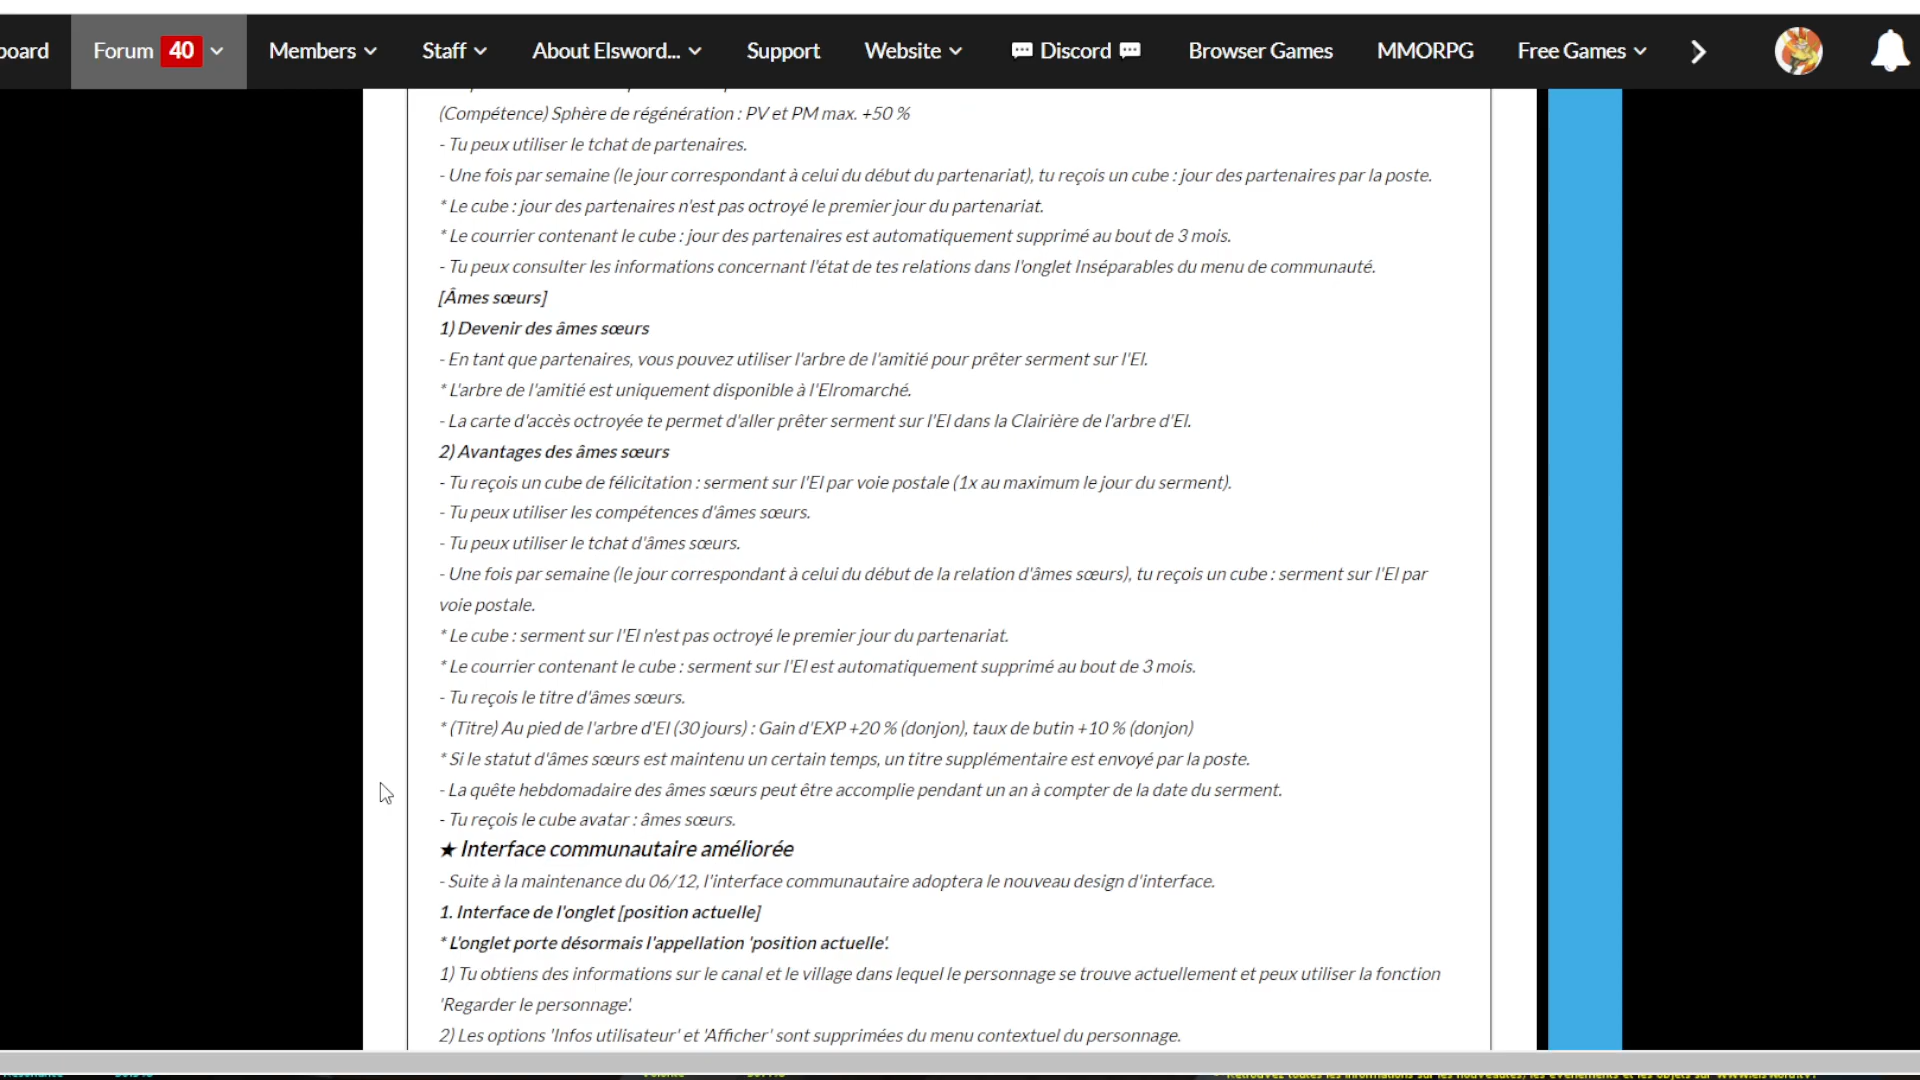 board Forum 40 Members Staff About Elsword... Support Website Discord Browser Games MMORPG Free Games
(Compétence) Sphère de régénération : PV et PM max. +50 %
- Tu peux utiliser le tchat de partenaires.
- Une fois par semaine (le jour correspondant à celui du début du partenariat), tu reçois un cube : jour des partenaires par la poste.
* Le cube : jour des partenaires n'est pas octroyé le premier jour du partenariat.
* Le courrier contenant le cube : jour des partenaires est automatiquement supprimé au bout de 3 mois.
- Tu peux consulter les informations concernant l'état de tes relations dans l'onglet Inséparables du menu de communauté.
[Âmes sœurs]
1) Devenir des âmes sœurs
- En tant que partenaires, vous pouvez utiliser l'arbre de l'amitié pour prêter serment sur l'El.
* L'arbre de l'amitié est uniquement disponible à l'Elromarché.
- La carte d'accès octroyée te permet d'aller prêter serment sur l'El dans la Clairière de l'arbre d'El.
2) Avantages des âmes sœurs
- Tu reçois un cube de félicitation : serment sur l'El par voie postale (1x au maximum le jour du serment).
- Tu peux utiliser les compétences d'âmes sœurs.
- Tu peux utiliser le tchat d'âmes sœurs.
- Une fois par semaine (le jour correspondant à celui du début de la relation d'âmes sœurs), tu reçois un cube : serment sur l'El par
voie postale.
* Le cube : serment sur l'El n'est pas octroyé le premier jour du partenariat.
* Le courrier contenant le cube : serment sur l'El est automatiquement supprimé au bout de 3 mois.
- Tu reçois le titre d'âmes sœurs.
* (Titre) Au pied de l'arbre d'El (30 jours) : Gain d'EXP +20 % (donjon), taux de butin +10 % (donjon)
* Si le statut d'âmes sœurs est maintenu un certain temps, un titre supplémentaire est envoyé par la poste.
- La quête hebdomadaire des âmes sœurs peut être accomplie pendant un an à compter de la date du serment.
- Tu reçois le cube avatar : âmes sœurs.
★ Interface communautaire améliorée
- Suite à la maintenance du 06/12, l'interface communautaire adoptera le nouveau design d'interface.
1. Interface de l'onglet [position actuelle]
* L'onglet porte désormais l'appellation 'position actuelle'.
1) Tu obtiens des informations sur le canal et le village dans lequel le personnage se trouve actuellement et peux utiliser la fonction
'Regarder le personnage'.
2) Les options 'Infos utilisateur' et 'Afficher' sont supprimées du menu contextuel du personnage.